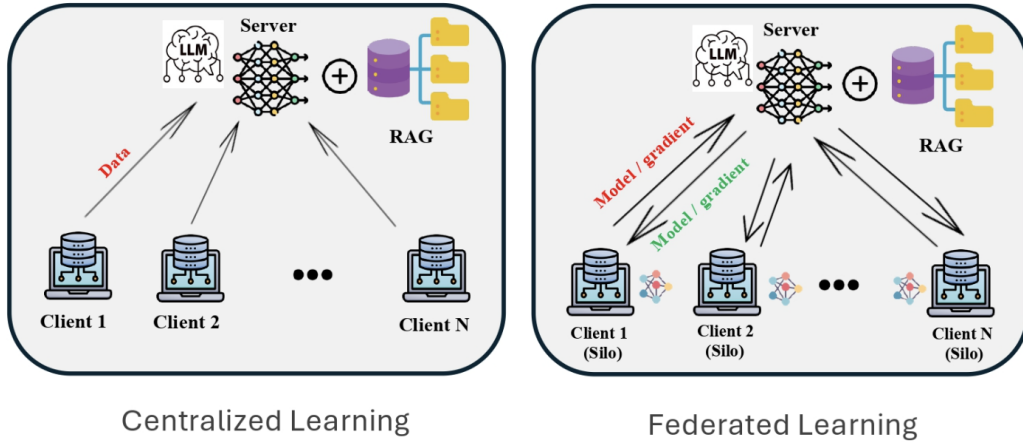 Server
LLM
RAG
Data
Client 1
Client 2
Client N
Centralized Learning
Server
LLM
RAG
Model / gradient
Model / gradient
Client 1
(Silo)
Client 2
(Silo)
Client N
(Silo)
Federated Learning